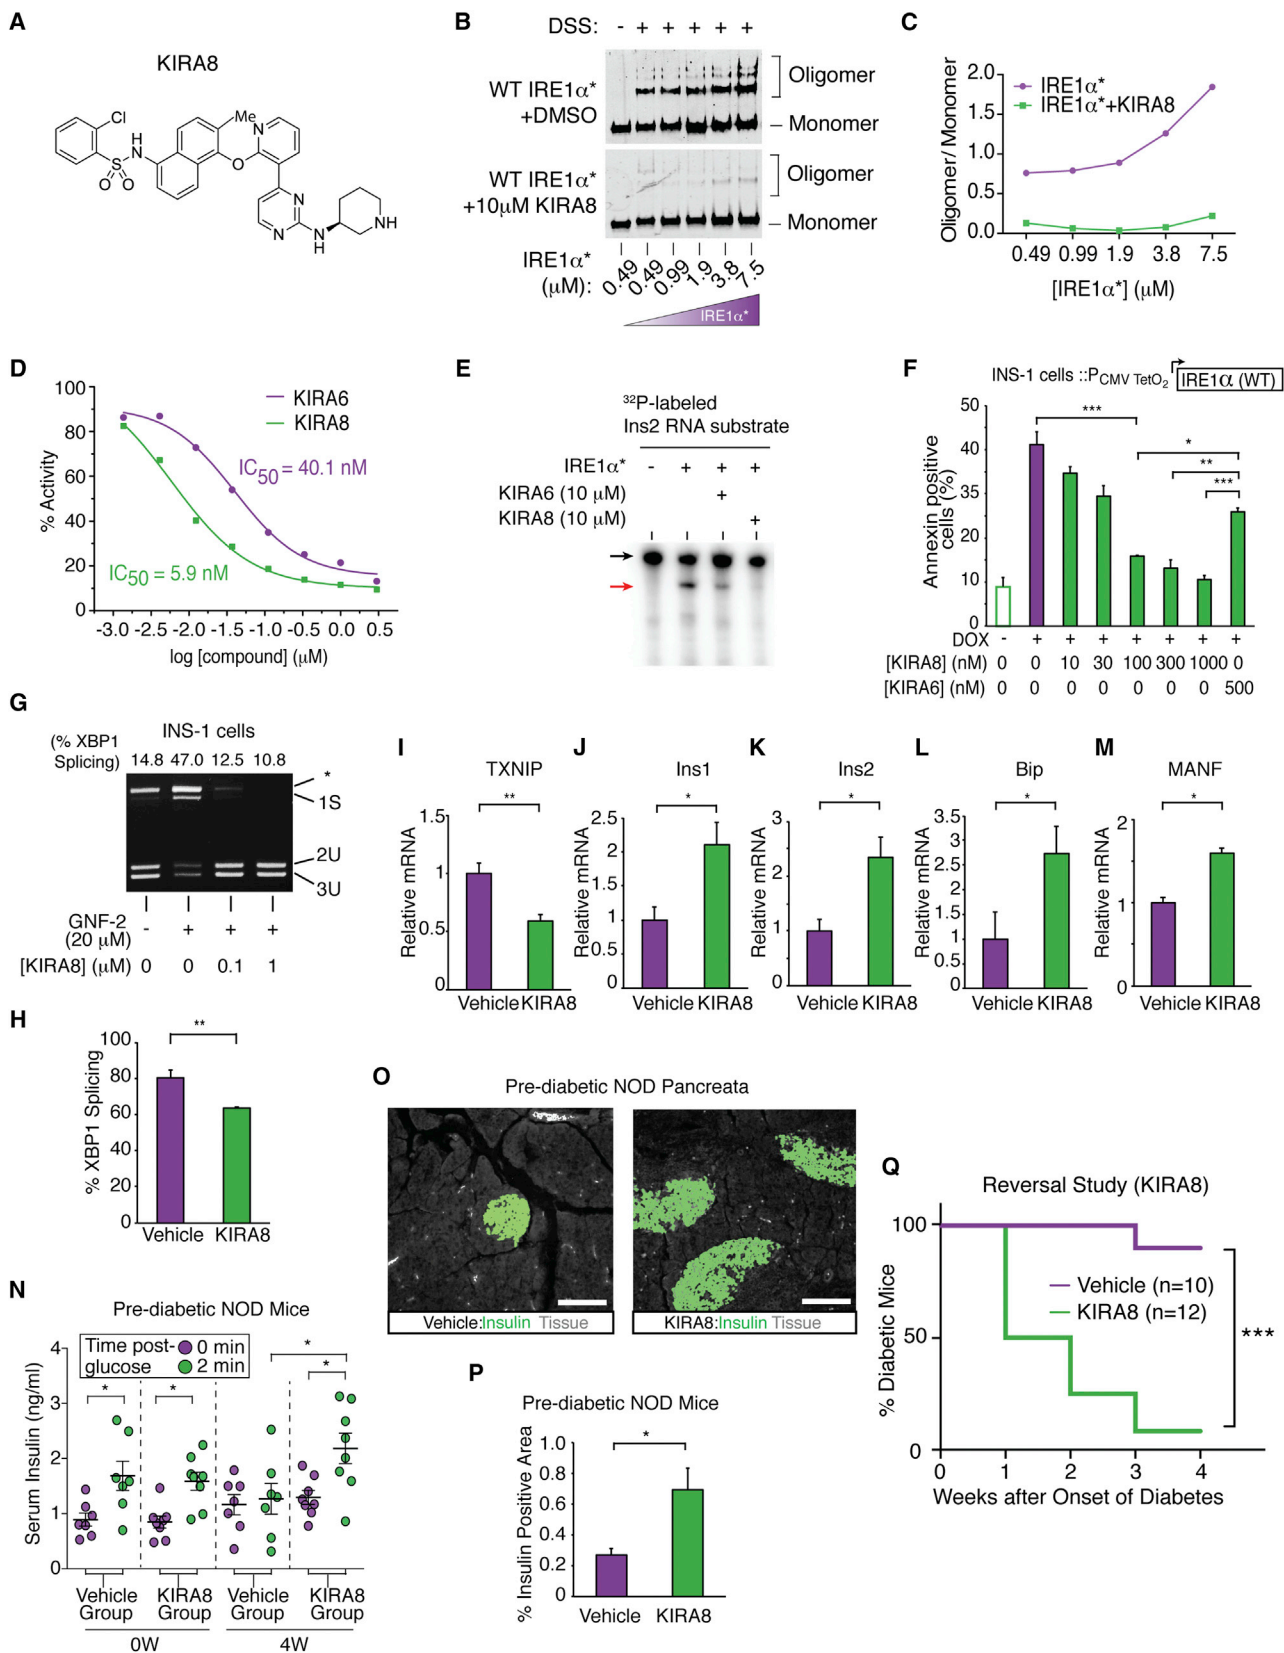 A
KIRA8
Cl
Me
N
H
N
S
O O
O
N
N
N
N
H
NH
B
DSS: - + + + + +
WT IRE1α*
+DMSO
Oligomer
Monomer
WT IRE1α*
+10μM KIRA8
Oligomer
Monomer
IRE1α*
(μM):
0.49 0.49 0.99 1.9 3.8 7.5
IRE1α*
C
Oligomer/ Monomer
2.0
1.5
1.0
0.5
0.0
IRE1α*
IRE1α*+KIRA8
0.49 0.99 1.9 3.8 7.5
[IRE1α*] (μM)
D
% Activity
100
80
60
40
20
0
KIRA6
KIRA8
IC50 = 40.1 nM
IC50 = 5.9 nM
-3.0 -2.5 -2.0 -1.5 -1.0 -0.5 0.0 0.5
log [compound] (μM)
E
32P-labeled
Ins2 RNA substrate
IRE1α* - + + +
KIRA6 (10 μM) +
KIRA8 (10 μM) +
F
INS-1 cells ::PCMV TetO2 IRE1α (WT)
Annexin positive
cells (%)
50
35
20
10
0
*** * ** ***
DOX - + + + + + + +
[KIRA8] (nM) 0 0 10 30 100 300 1000 0
[KIRA6] (nM) 0 0 0 0 0 0 0 500
G
INS-1 cells
(% XBP1
Splicing) 14.8 47.0 12.5 10.8
*
1S
2U
3U
GNF-2
(20 μM) - + + +
[KIRA8] (μM) 0 0 0.1 1
H
% XBP1 Splicing
100
80
60
40
20
0
**
Vehicle KIRA8
I
TXNIP
**
Relative mRNA
1.5
1
0.5
0
Vehicle KIRA8
J
Ins1
*
Relative mRNA
2.5
2
1.5
1
0.5
0
Vehicle KIRA8
K
Ins2
*
Relative mRNA
3
2
1
0
Vehicle KIRA8
L
Bip
*
Relative mRNA
3.5
3
2.5
2
1.5
1
0.5
0
Vehicle KIRA8
M
MANF
*
Relative mRNA
2
1
0
Vehicle KIRA8
N
Pre-diabetic NOD Mice
Time post-
glucose
0 min
2 min
Serum Insulin (ng/ml)
4
3
2
1
0
* * * *
Vehicle
Group
KIRA8
Group
Vehicle
Group
KIRA8
Group
0W 4W
O
Pre-diabetic NOD Pancreata
Vehicle:Insulin Tissue
KIRA8:Insulin Tissue
P
Pre-diabetic NOD Mice
*
% Insulin Positive Area
1.0
0.8
0.6
0.4
0.2
0
Vehicle KIRA8
Q
Reversal Study (KIRA8)
% Diabetic Mice
100
50
0
Vehicle (n=10)
KIRA8 (n=12)
***
0 1 2 3 4
Weeks after Onset of Diabetes